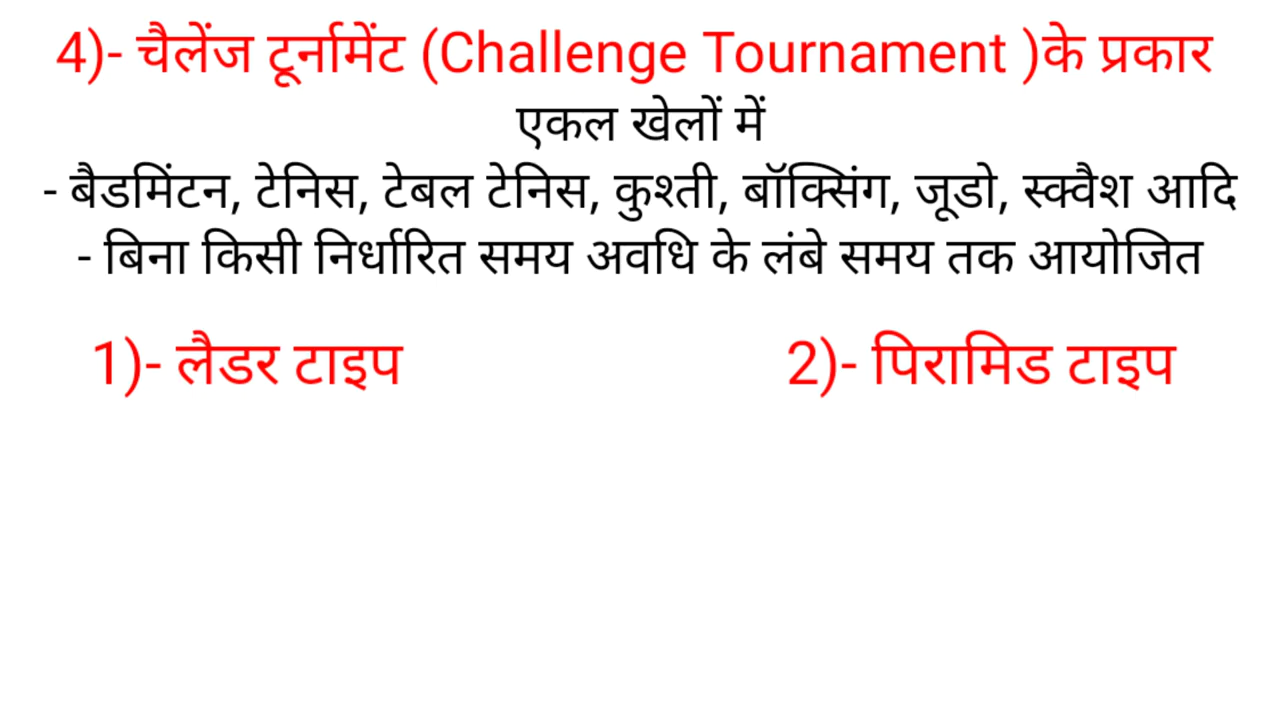 4)- चैलेंज टूर्नामेंट (Challenge Tournament )के प्रकार
एकल खेलों में
- बैडमिंटन, टेनिस, टेबल टेनिस, कुश्ती, बॉक्सिंग, जूडो, स्क्वैश आदि
- बिना किसी निर्धारित समय अवधि के लंबे समय तक आयोजित
1)- लैडर टाइप 2)- पिरामिड टाइप